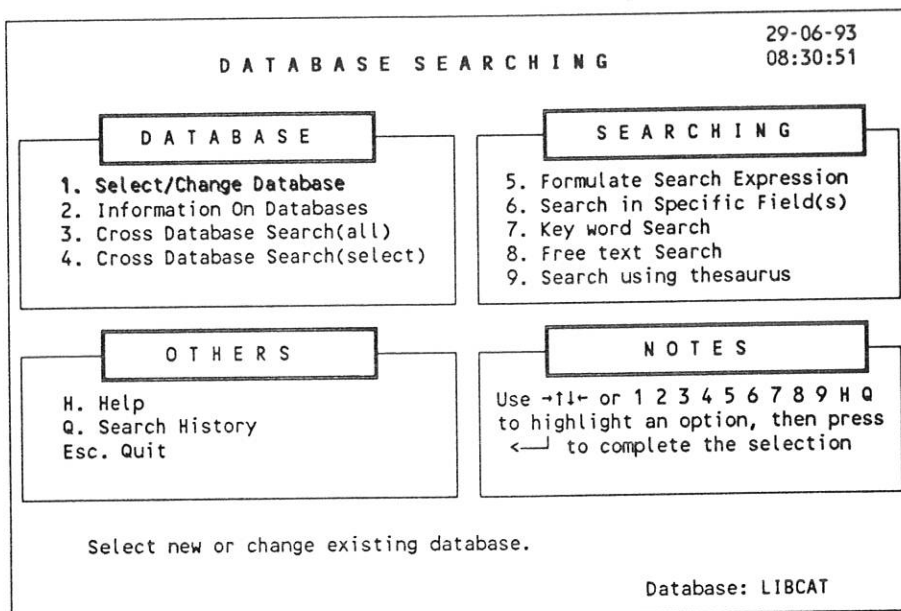 29-06-93
DATABASE SEARCHING
08:30:51
DATABASE
1. Select/Change Database
2. Information On Databases
3. Cross Database Search(all)
4. Cross Database Search(select)
SEARCHING
5. Formulate Search Expression
6. Search in Specific Field(s)
7. Key word Search
8. Free text Search
9. Search using thesaurus
OTHERS
H. Help
Q. Search History
Esc. Quit
NOTES
Use →↑↓← or 1 2 3 4 5 6 7 8 9 H Q
to highlight an option, then press
<—┘ to complete the selection
Select new or change existing database.
Database: LIBCAT